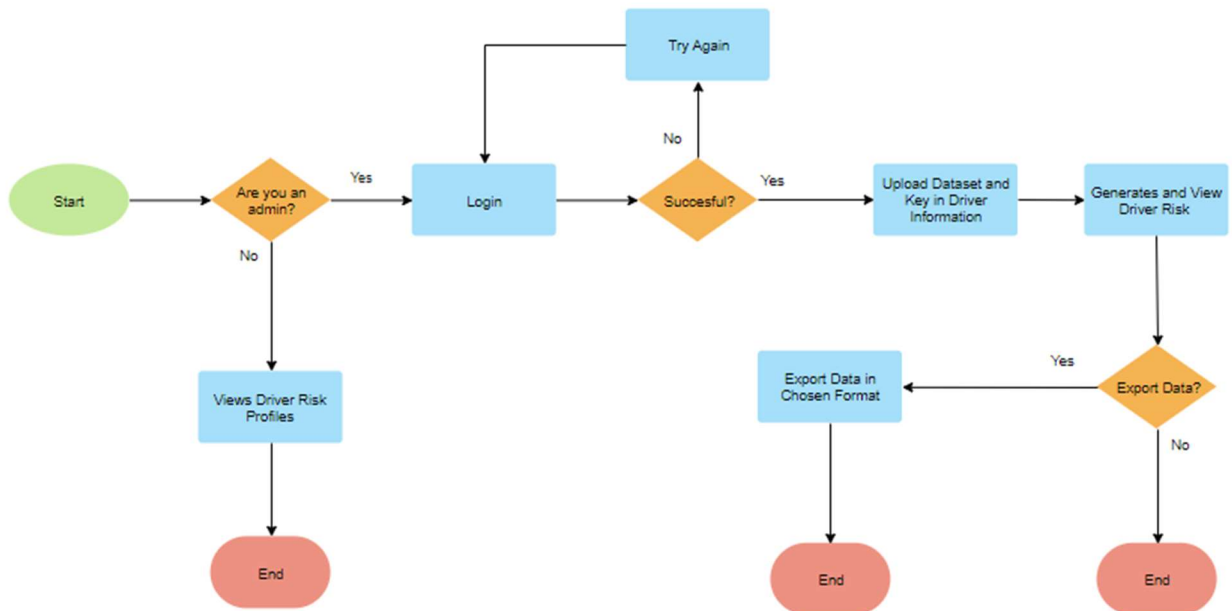 Try Again
No
Start
Are you an
admin?
Yes
Login
Succesful?
Yes
Upload Dataset and
Key in Driver
Information
Generates and View
Driver Risk
No
Views Driver Risk
Profiles
Export Data in
Chosen Format
Yes
Export Data?
No
End
End
End